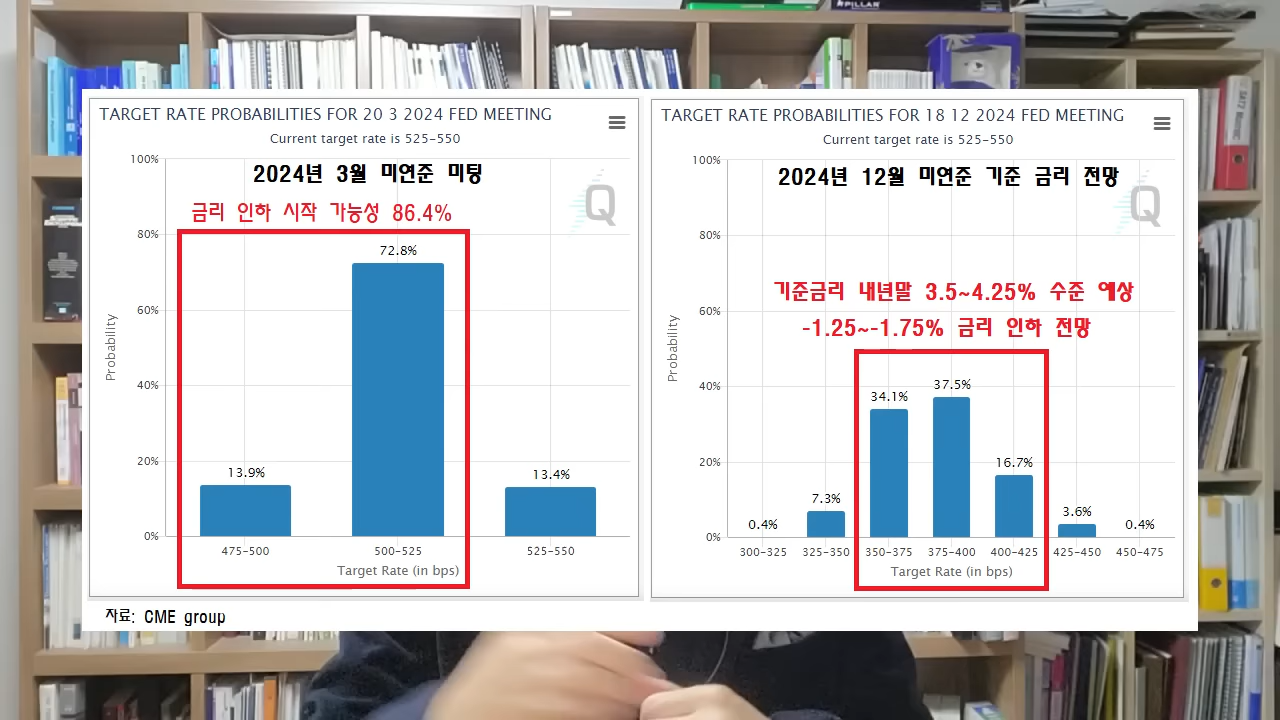 PILLAR
TARGET RATE PROBABILITIES FOR 20 3 2024 FED MEETING
Current target rate is 525-550
2024년 3월 미연준 미팅
금리 인하 시작 가능성 86.4%
Q
100%
80%
60%
40%
20%
0%
Probability
13.9%
72.8%
13.4%
475-500
500-525
525-550
Target Rate (in bps)
TARGET RATE PROBABILITIES FOR 18 12 2024 FED MEETING
Current target rate is 525-550
2024년 12월 미연준 기준 금리 전망
Q
기준금리 내년말 3.5~4.25% 수준 예상
-1.25~-1.75% 금리 인하 전망
100%
80%
60%
40%
20%
0%
Probability
0.4%
7.3%
34.1%
37.5%
16.7%
3.6%
0.4%
300-325
325-350
350-375
375-400
400-425
425-450
450-475
Target Rate (in bps)
자료: CME group